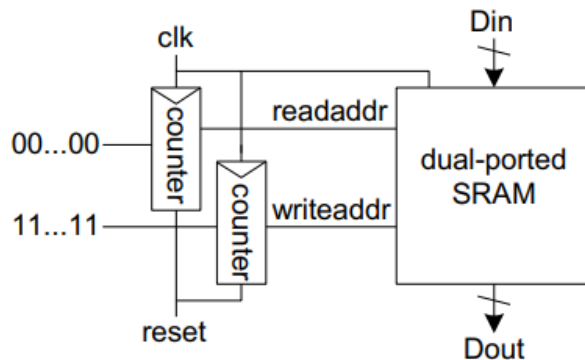 clk
Din
00...00
counter
readaddr
11...11
counter
writeaddr
dual-ported
SRAM
reset
Dout